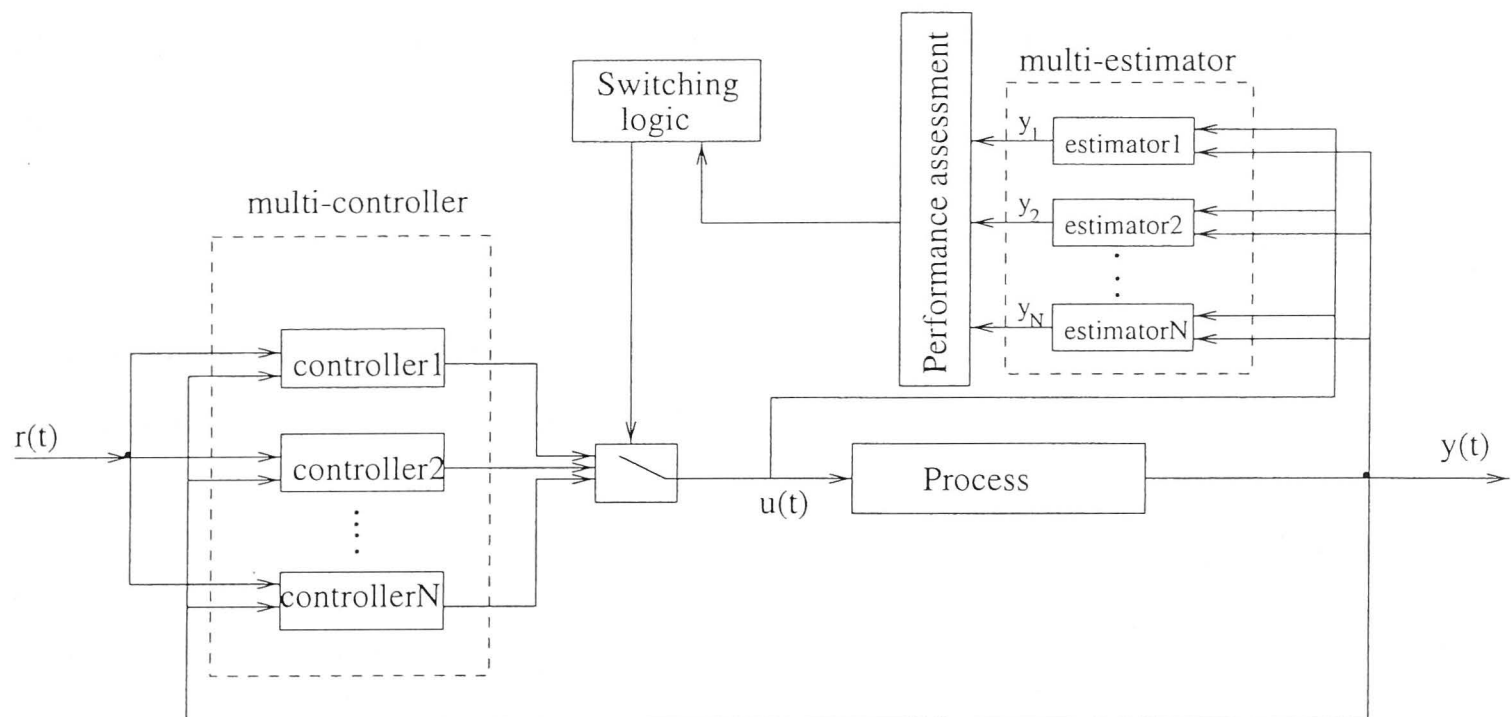 Switching
logic
Performance assessment
multi-estimator
y1
estimator1
y2
estimator2
yN
estimatorN
multi-controller
controller1
controller2
controllerN
r(t)
u(t)
Process
y(t)